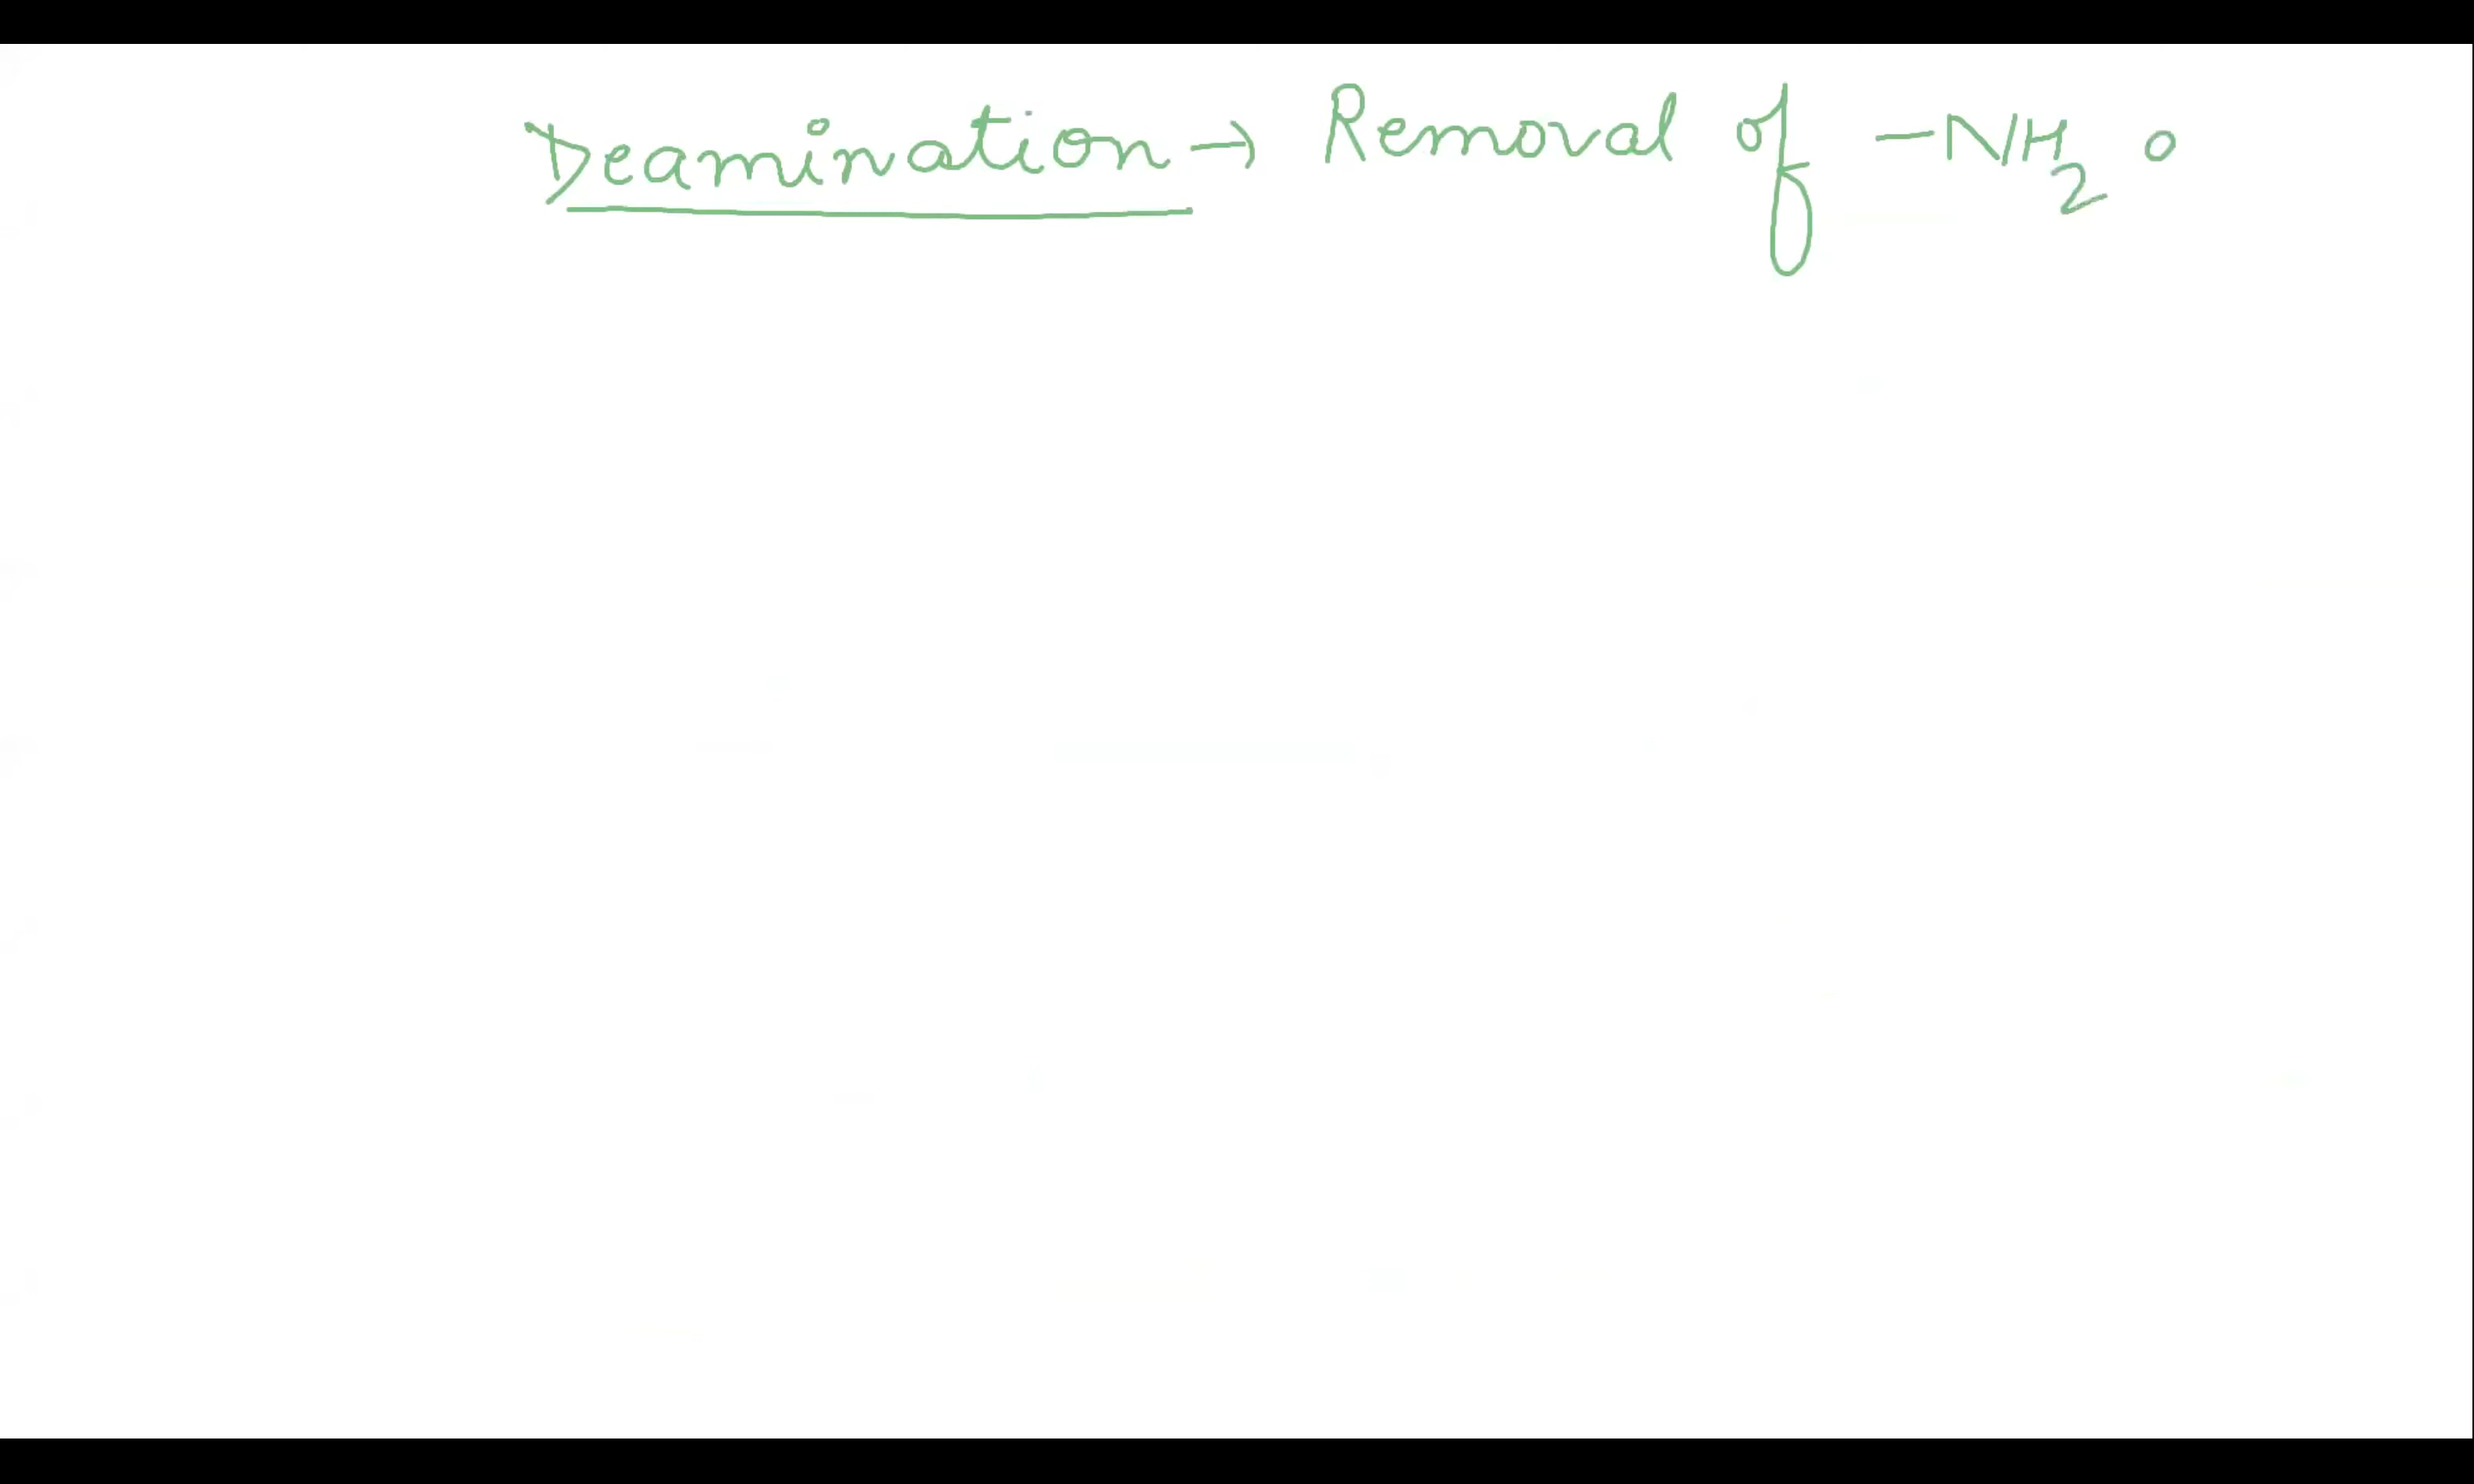 Deamination → Removal of -NH₂ o